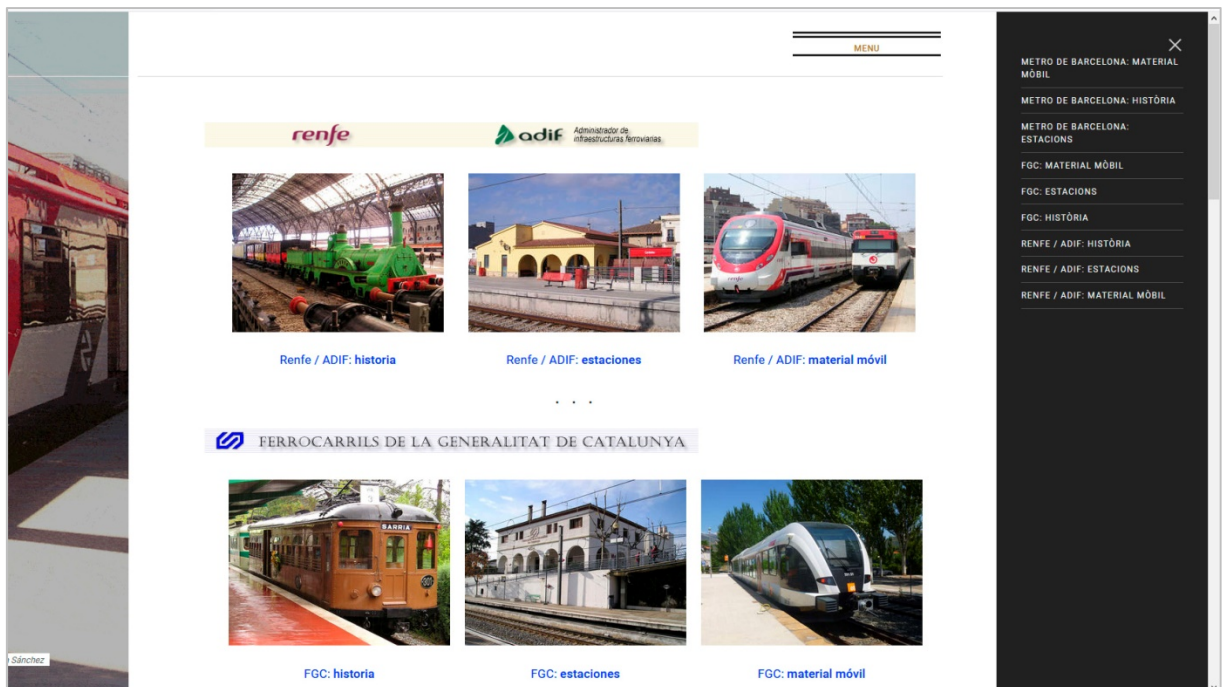 MENU
renfe
adif Administrador de
infraestructuras ferroviarias
Renfe / ADIF: historia
Renfe / ADIF: estaciones
Renfe / ADIF: material móvil
. . .
FERROCARRILS DE LA GENERALITAT DE CATALUNYA
SARRIÀ
301
renfe
FGC: historia
FGC: estaciones
FGC: material móvil
Sánchez
METRO DE BARCELONA: MATERIAL
MÒBIL
METRO DE BARCELONA: HISTÒRIA
METRO DE BARCELONA:
ESTACIONS
FGC: MATERIAL MÒBIL
FGC: ESTACIONS
FGC: HISTÒRIA
RENFE / ADIF: HISTÒRIA
RENFE / ADIF: ESTACIONS
RENFE / ADIF: MATERIAL MÒBIL